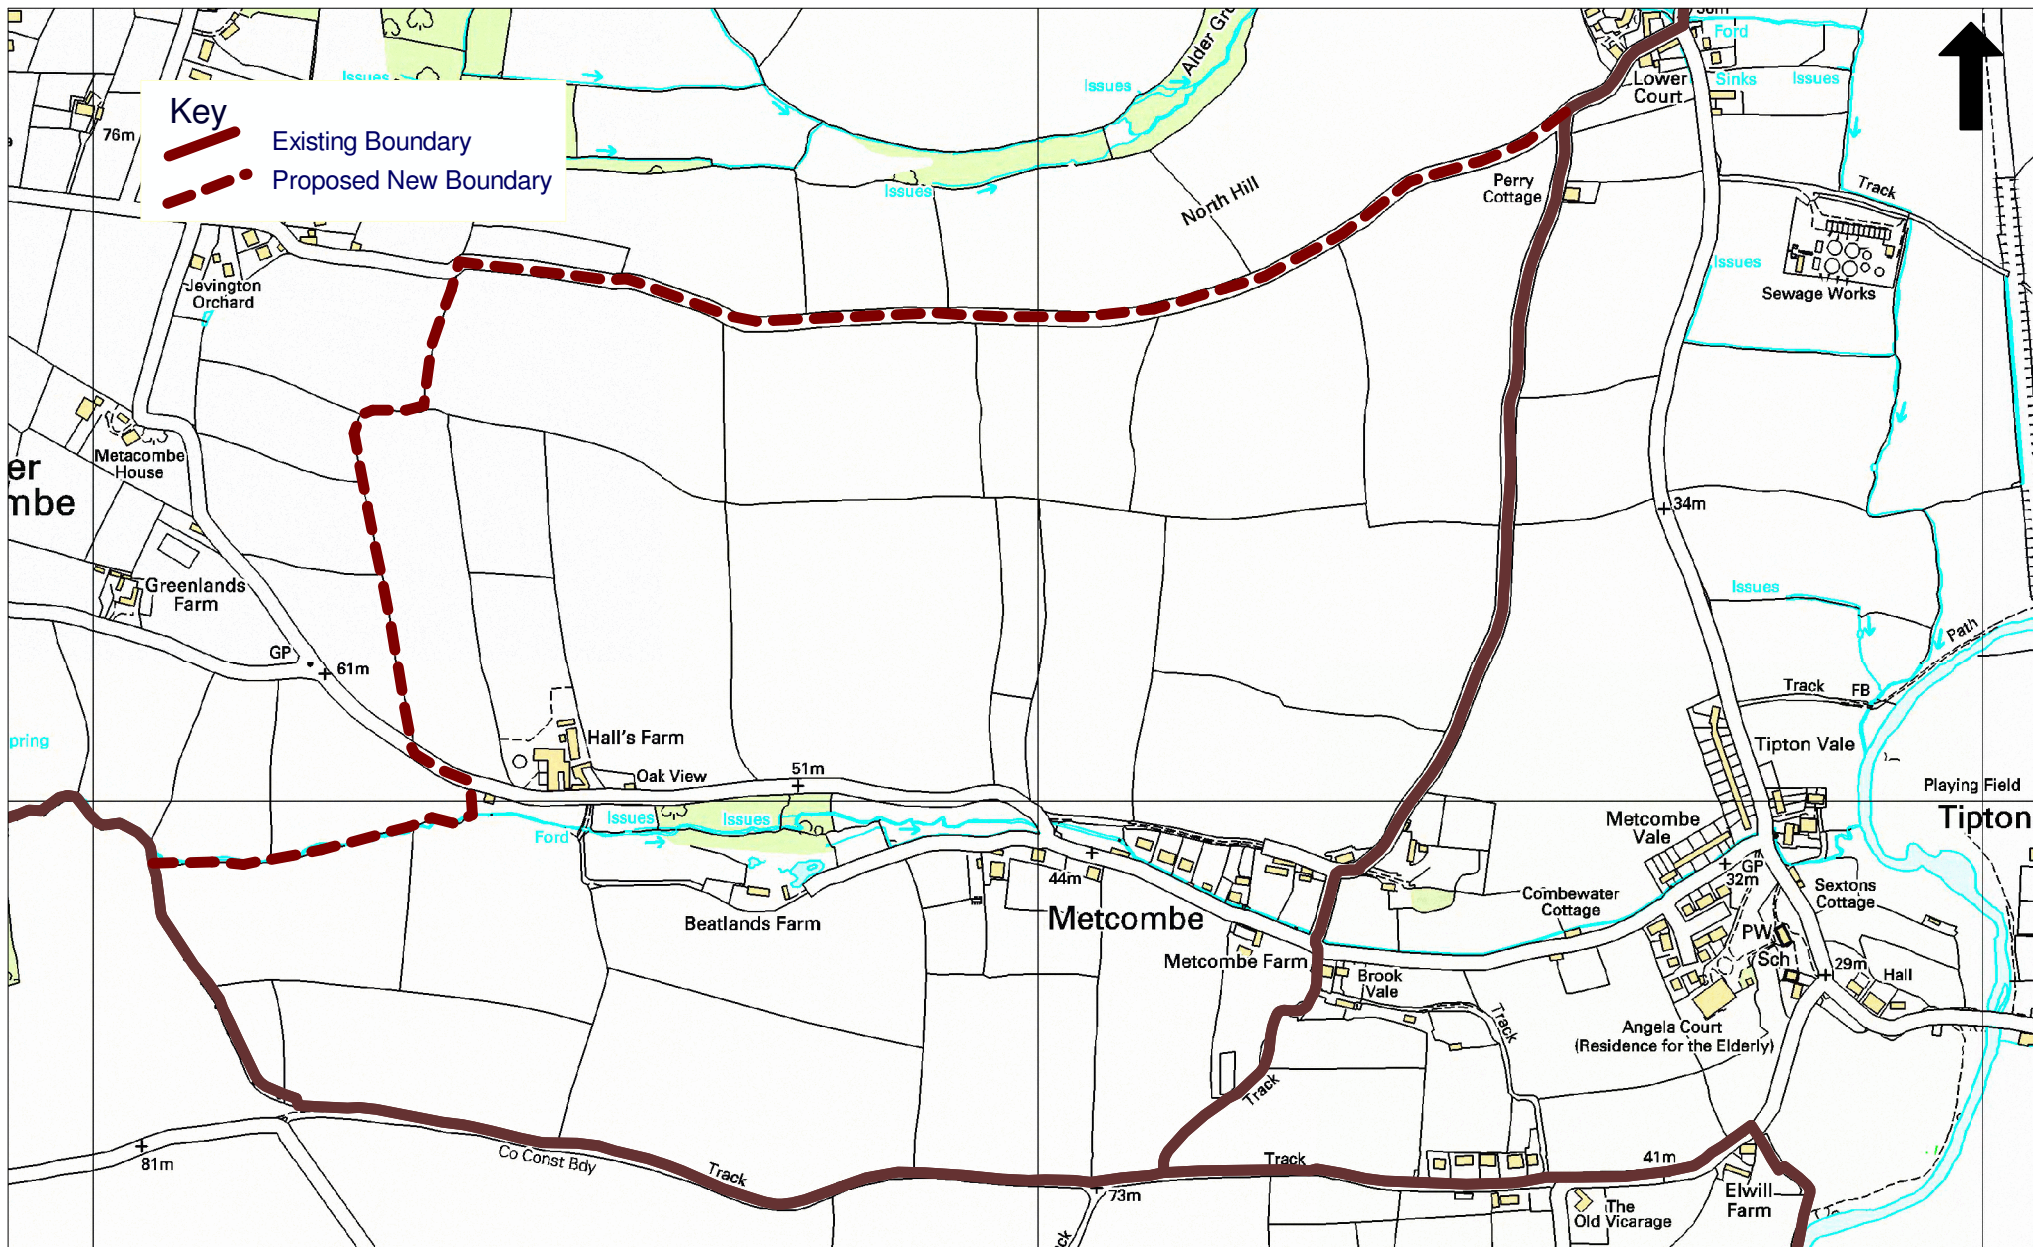 Key
Existing Boundary
Proposed New Boundary
Issues
Alder Gr
Issues
Issues
Ford
Lower
Court
Sinks
Issues
76m
North Hill
Perry
Cottage
Track
Issues
Sewage Works
Jevington
Orchard
Metacombe
House
er
mbe
34m
Greenlands
Farm
Issues
Path
GP
61m
Track
FB
pring
Hall's Farm
Oak View
51m
Tipton Vale
Playing Field
Tipton
Ford
Issues
Issues
Metcombe
Vale
GP
32m
44m
Beatlands Farm
Metcombe
Combewater
Cottage
Sextons
Cottage
PW
Sch
29m
Hall
Metcombe Farm
Brook
Vale
Track
Angela Court
(Residence for the Elderly)
Track
81m
Co Const Bdy
Track
73m
Track
41m
Elwill
Farm
The
Old Vicarage
ck